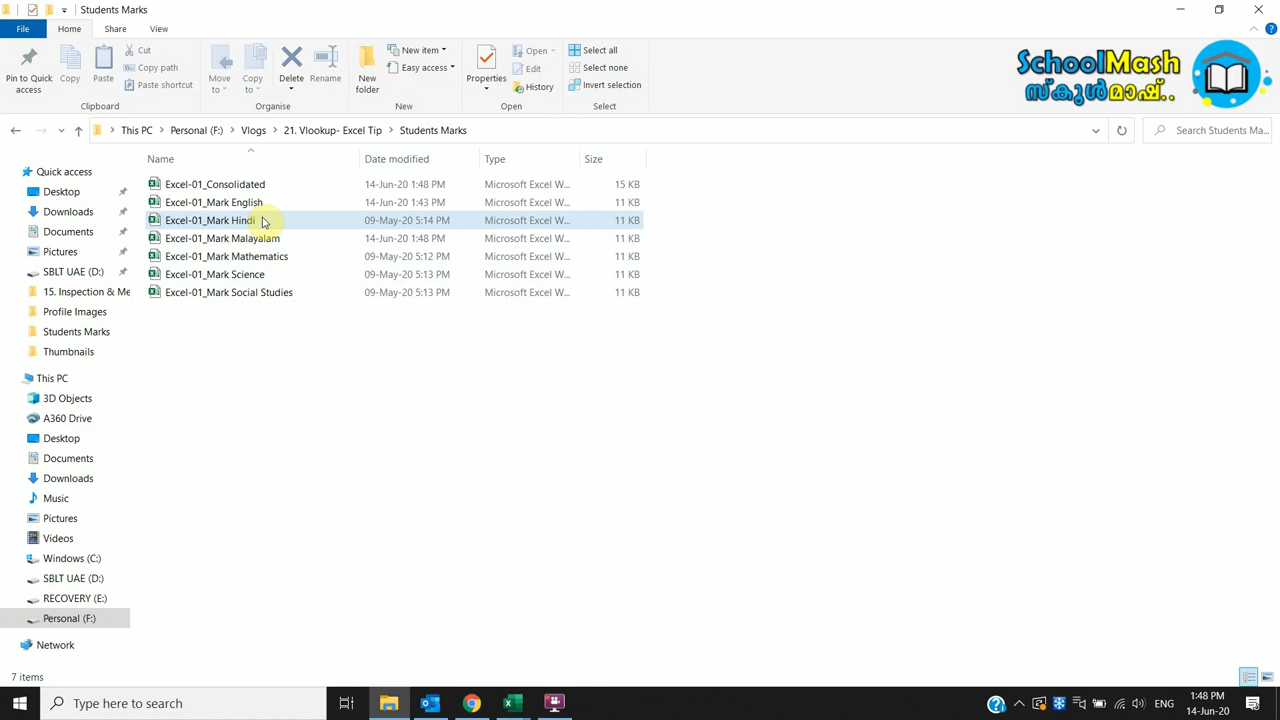 Students Marks
File Home Share View
Pin to Quick access
Copy
Paste
Cut
Copy path
Paste shortcut
Clipboard
Move to
Copy to
Delete
Rename
Organise
New folder
New item
Easy access
New
Properties
Open
Edit
History
Open
Select all
Select none
Invert selection
Select
SchoolMash
സ്കൂൾമാഷ്..
This PC > Personal (F:) > Vlogs > 21. Vlookup- Excel Tip > Students Marks
Search Students Ma...
Name Date modified Type Size
Excel-01_Consolidated 14-Jun-20 1:48 PM Microsoft Excel W... 15 KB
Excel-01_Mark English 14-Jun-20 1:43 PM Microsoft Excel W... 11 KB
Excel-01_Mark Hindi 09-May-20 5:14 PM Microsoft Excel W... 11 KB
Excel-01_Mark Malayalam 14-Jun-20 1:48 PM Microsoft Excel W... 11 KB
Excel-01_Mark Mathematics 09-May-20 5:12 PM Microsoft Excel W... 11 KB
Excel-01_Mark Science 09-May-20 5:13 PM Microsoft Excel W... 11 KB
Excel-01_Mark Social Studies 09-May-20 5:13 PM Microsoft Excel W... 11 KB
Quick access
Desktop
Downloads
Documents
Pictures
SBLT UAE (D:)
15. Inspection & Me
Profile Images
Students Marks
Thumbnails
This PC
3D Objects
A360 Drive
Desktop
Documents
Downloads
Music
Pictures
Videos
Windows (C:)
SBLT UAE (D:)
RECOVERY (E:)
Personal (F:)
Network
7 items
Type here to search
ENG
1:48 PM
14-Jun-20